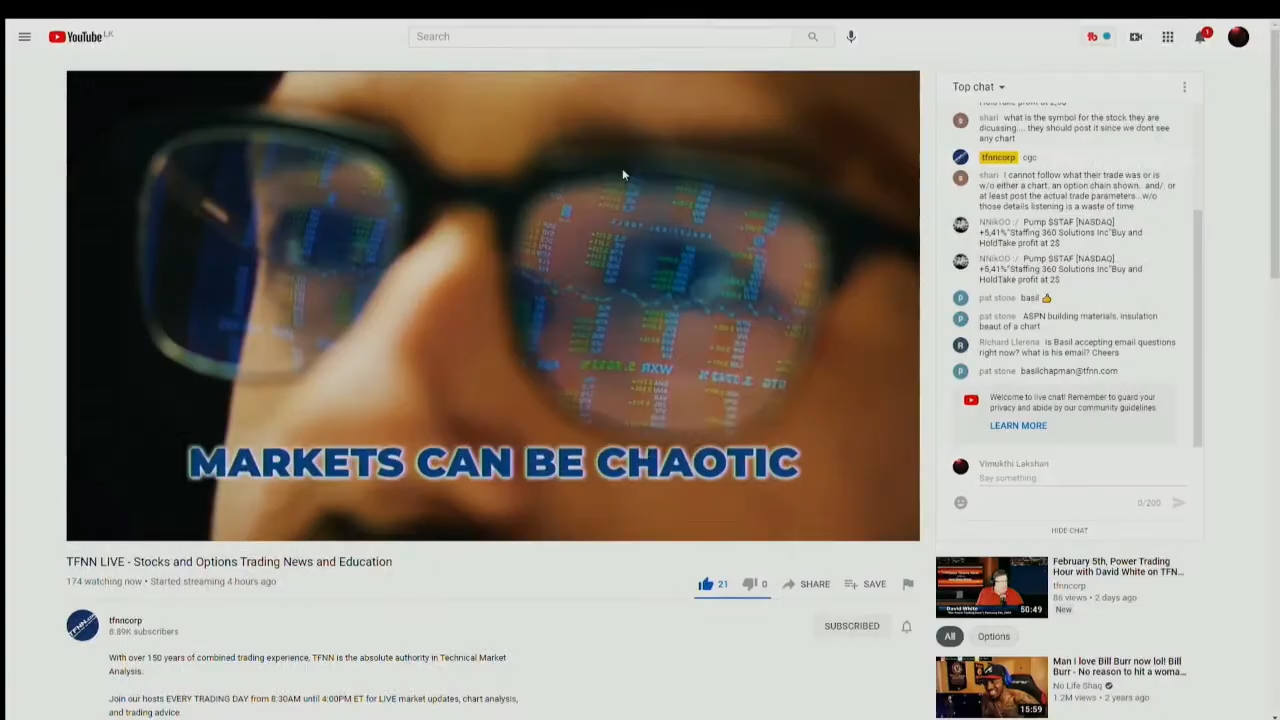 YouTube LK
Search
1
Top chat
shari what is the symbol for the stock they are
dicussing.... they should post it since we dont see
any chart
tfnncorp cgc
shari I cannot follow what their trade was or is
w/o either a chart, an option chain shown.. and/. or
at least post the actual trade parameters...w/o
those details listening is a waste of time
NNikOO :/ Pump $STAF [NASDAQ]
+5,41%"Staffing 360 Solutions Inc"Buy and
HoldTake profit at 2$
NNikOO :/ Pump $STAF [NASDAQ]
+5,41%"Staffing 360 Solutions Inc"Buy and
HoldTake profit at 2$
pat stone basil 👍
pat stone ASPN building materials, insulation
beaut of a chart
Richard Llerena is Basil accepting email questions
right now? what is his email? Cheers
pat stone basilchapman@tfnn.com
Welcome to live chat! Remember to guard your
privacy and abide by our community guidelines.
LEARN MORE
Vimukthi Lakshan
Say something...
0/200
HIDE CHAT
MARKETS CAN BE CHAOTIC
TFNN LIVE - Stocks and Options Trading News and Education
174 watching now • Started streaming 4 hours ago
21 0 SHARE SAVE
tfnncorp
8.89K subscribers
SUBSCRIBED
With over 150 years of combined trading experience, TFNN is the absolute authority in Technical Market
Analysis.
Join our hosts EVERY TRADING DAY from 8:30AM until 4:00PM ET for LIVE market updates, chart analysis,
and trading advice
February 5th, Power Trading
Hour with David White on TFN...
tfnncorp
86 views • 2 days ago
New
David White
50:49
All Options
Man I love Bill Burr now lol! Bill
Burr - No reason to hit a woma...
No Life Shaq
1.2M views • 2 years ago
15:59